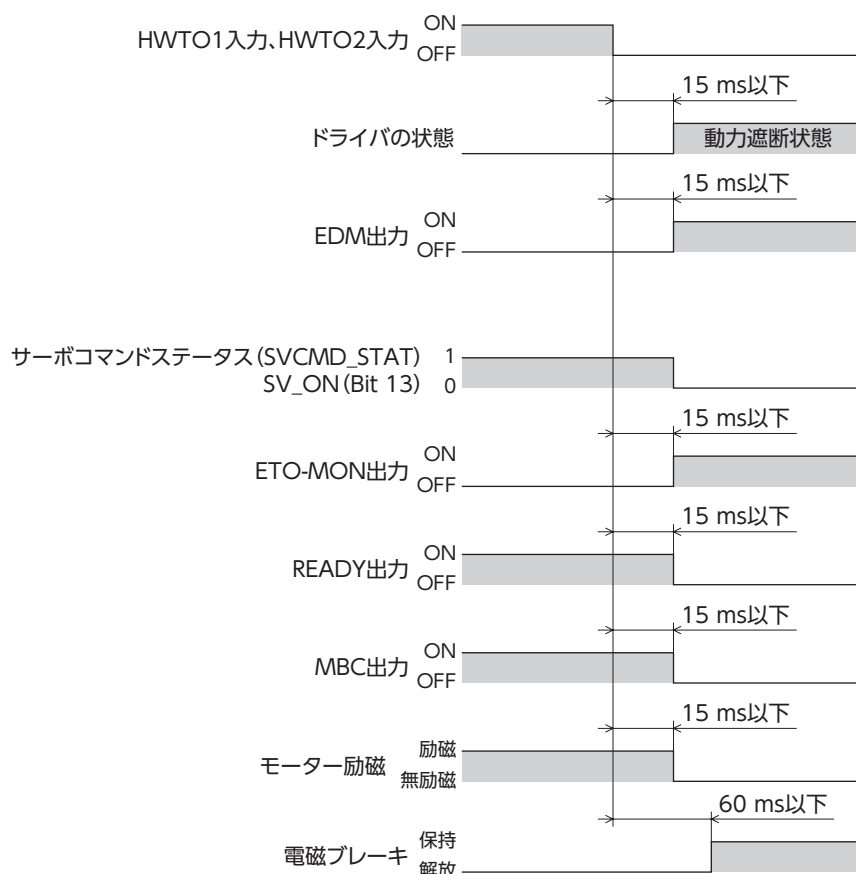 HWTO1入力、HWTO2入力 ON
OFF
15 ms以下
ドライバの状態 動力遮断状態
15 ms以下
EDM出力 ON
OFF
サーボコマンドステータス(SVCMD_STAT) 1
SV_ON(Bit 13) 0
15 ms以下
ETO-MON出力 ON
OFF
15 ms以下
READY出力 ON
OFF
15 ms以下
MBC出力 ON
OFF
15 ms以下
モーター励磁 励磁
無励磁
60 ms以下
電磁ブレーキ 保持
解放